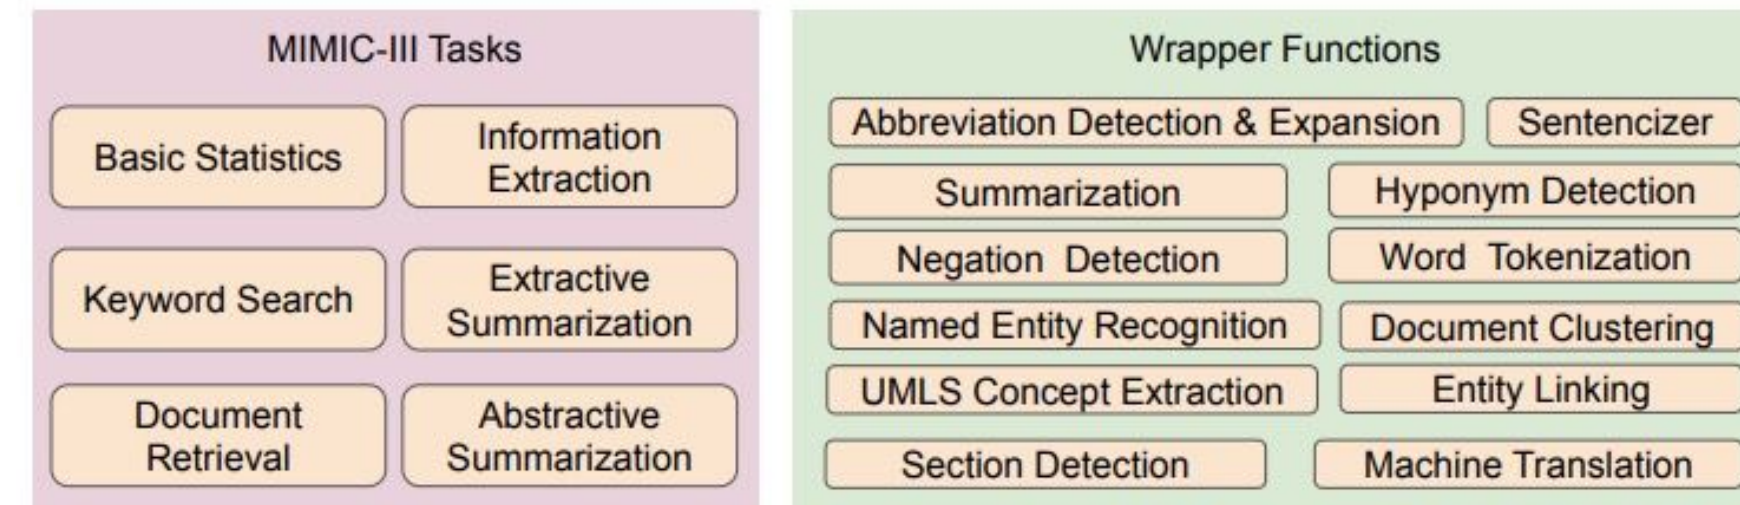 MIMIC-III Tasks
Basic Statistics
Information
Extraction
Keyword Search
Extractive
Summarization
Document
Retrieval
Abstractive
Summarization
Wrapper Functions
Abbreviation Detection & Expansion
Sentencizer
Summarization
Hyponym Detection
Negation Detection
Word Tokenization
Named Entity Recognition
Document Clustering
UMLS Concept Extraction
Entity Linking
Section Detection
Machine Translation